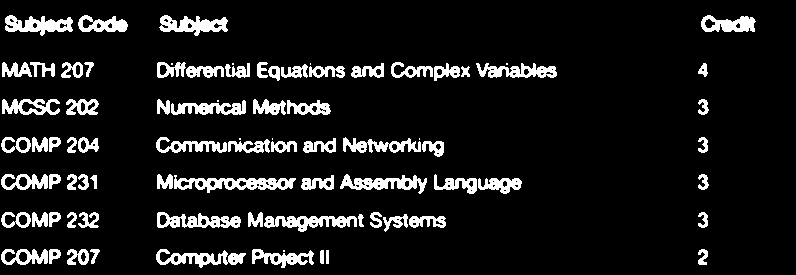 Subject Code Subject Credit
MATH 207 Differential Equations and Complex Variables 4
MCSC 202 Numerical Methods 3
COMP 204 Communication and Networking 3
COMP 231 Microprocessor and Assembly Language 3
COMP 232 Database Management Systems 3
COMP 207 Computer Project II 2